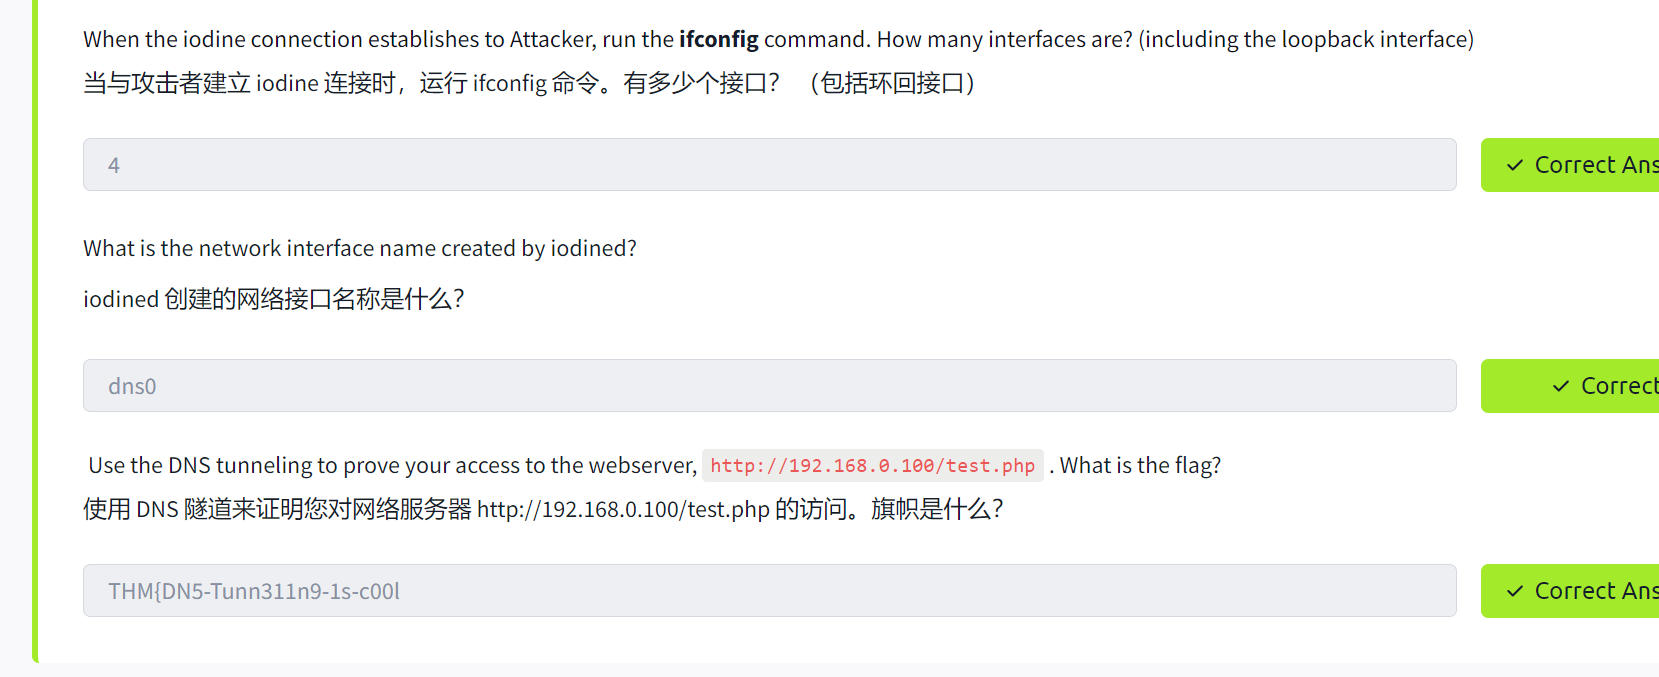 When the iodine connection establishes to Attacker, run the ifconfig command. How many interfaces are? (including the loopback interface)
当与攻击者建立 iodine 连接时，运行 ifconfig 命令。有多少个接口？ （包括环回接口）
4
✓ Correct Ans
What is the network interface name created by iodined?
iodined 创建的网络接口名称是什么？
dns0
✓ Correct
Use the DNS tunneling to prove your access to the webserver, http://192.168.0.100/test.php . What is the flag?
使用 DNS 隧道来证明您对网络服务器 http://192.168.0.100/test.php 的访问。旗帜是什么？
THM{DN5-Tunn311n9-1s-c00l
✓ Correct Ans